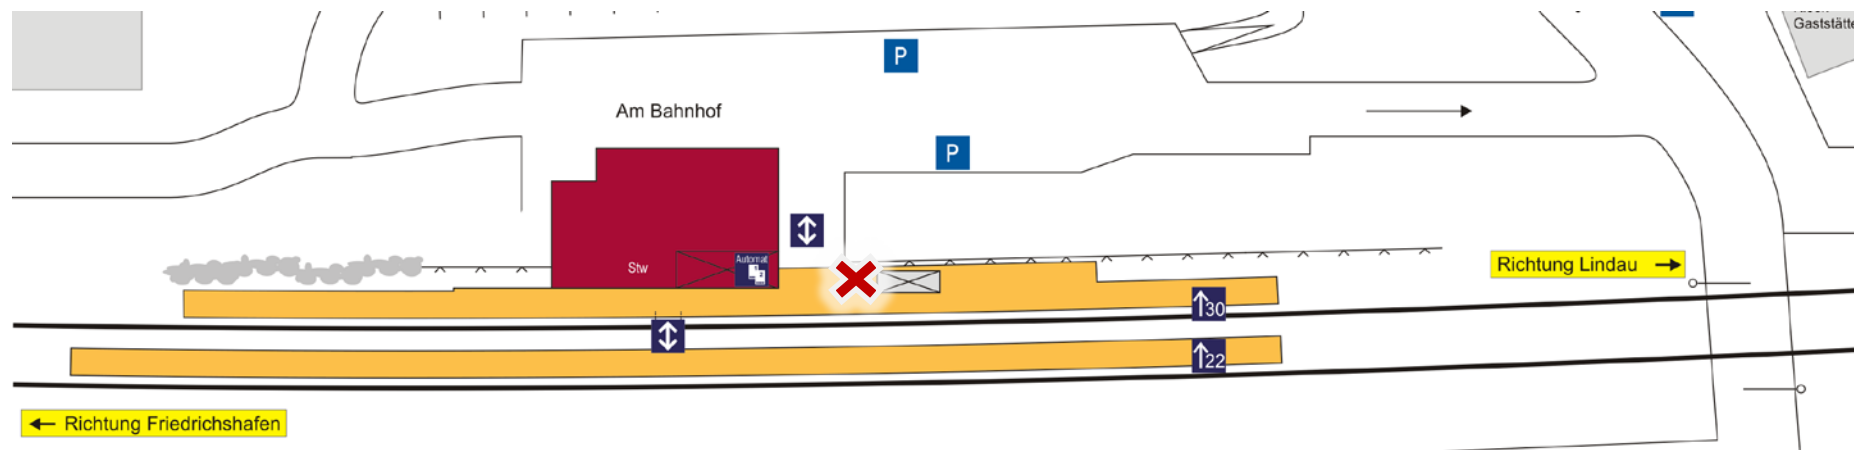 Gaststätte
P
Am Bahnhof
P
Automat
Stw
Richtung Lindau
30
22
Richtung Friedrichshafen